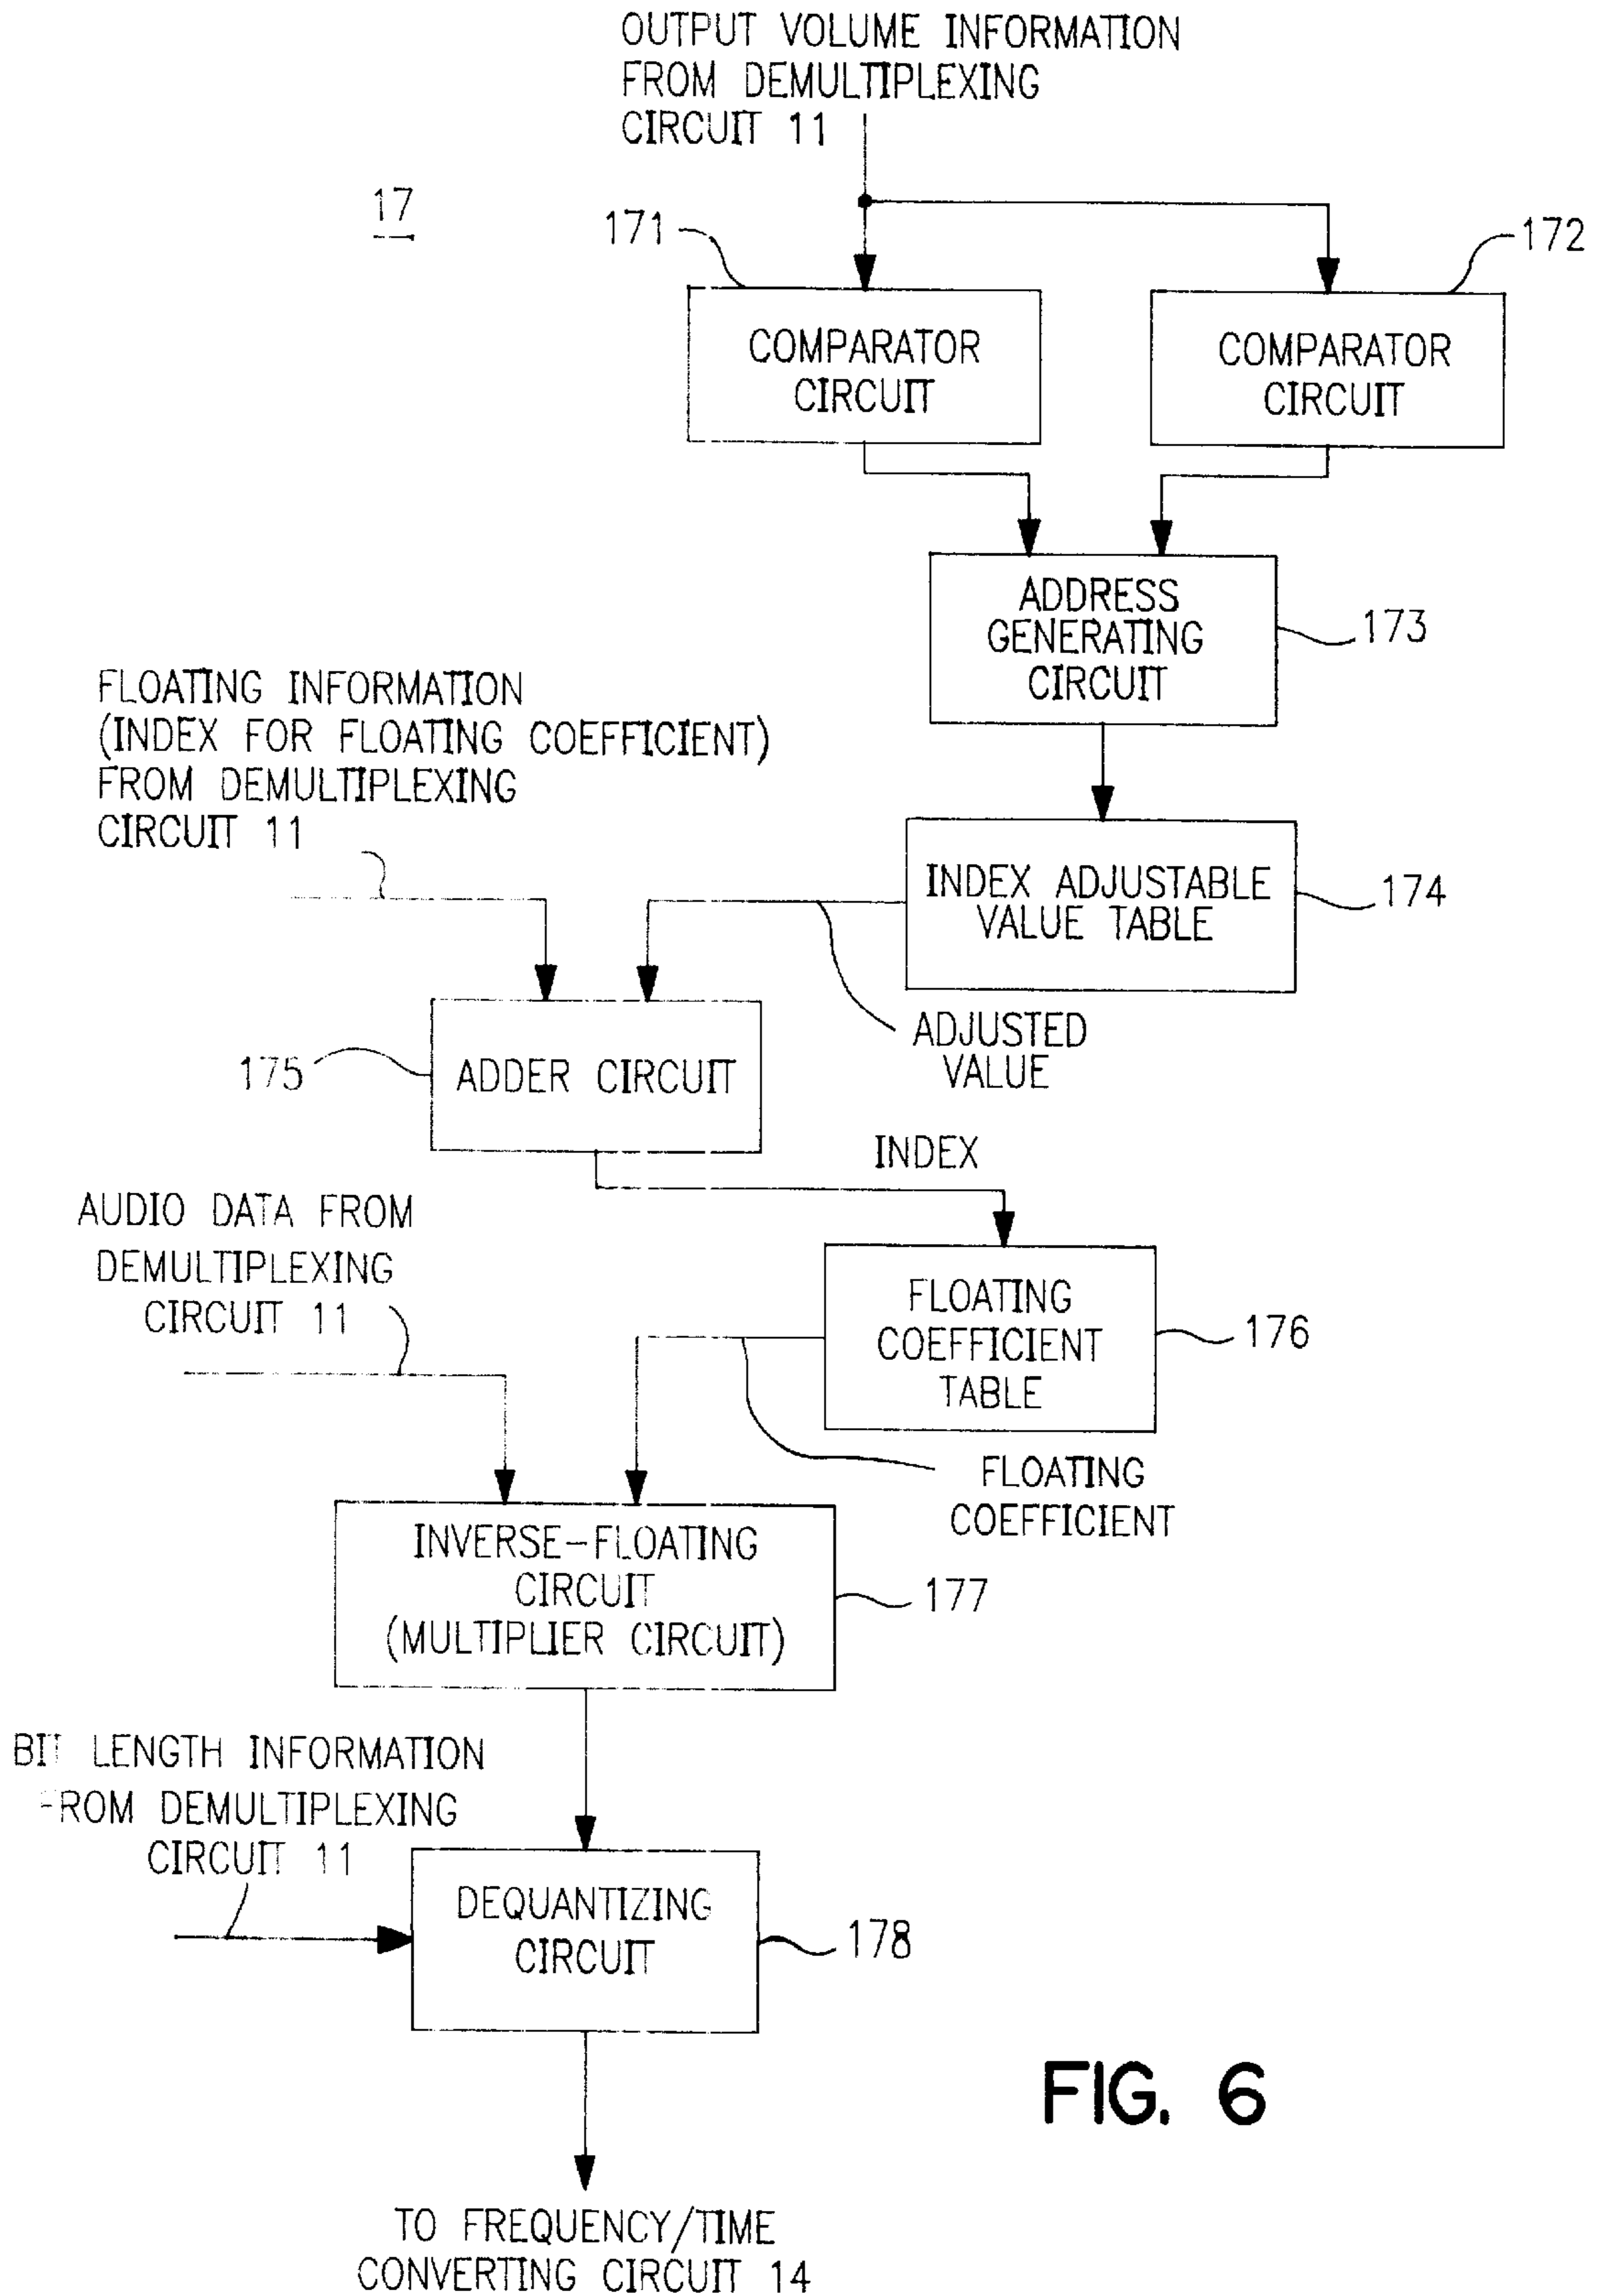 OUTPUT VOLUME INFORMATION
FROM DEMULTIPLEXING
CIRCUIT 11
17
171
172
COMPARATOR
CIRCUIT
COMPARATOR
CIRCUIT
ADDRESS
GENERATING
CIRCUIT
173
FLOATING INFORMATION
(INDEX FOR FLOATING COEFFICIENT)
FROM DEMULTIPLEXING
CIRCUIT 11
INDEX ADJUSTABLE
VALUE TABLE
174
ADJUSTED
VALUE
175
ADDER CIRCUIT
INDEX
AUDIO DATA FROM
DEMULTIPLEXING
CIRCUIT 11
FLOATING
COEFFICIENT
TABLE
176
FLOATING
COEFFICIENT
INVERSE-FLOATING
CIRCUIT
(MULTIPLIER CIRCUIT)
177
BIT LENGTH INFORMATION
FROM DEMULTIPLEXING
CIRCUIT 11
DEQUANTIZING
CIRCUIT
178
TO FREQUENCY/TIME
CONVERTING CIRCUIT 14
FIG. 6